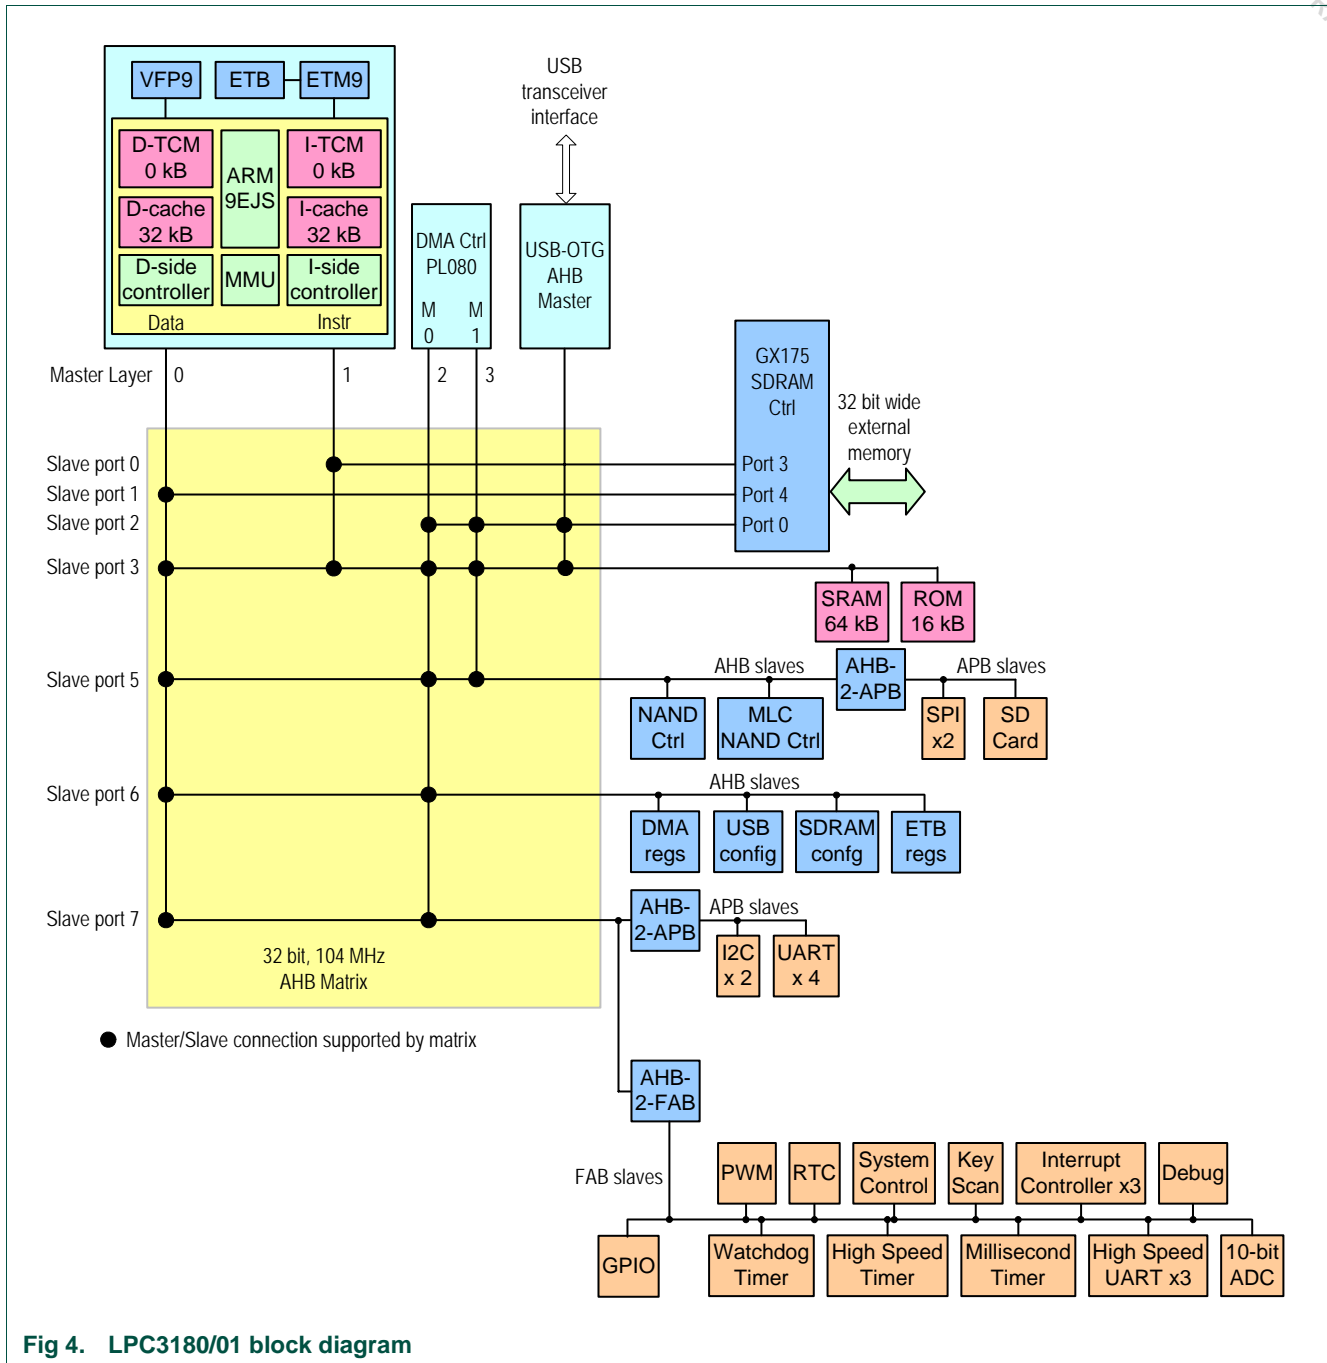 VFP9
ETB
ETM9
D-TCM
0 kB
ARM
9EJS
I-TCM
0 kB
D-cache
32 kB
I-cache
32 kB
D-side
controller
MMU
I-side
controller
Data
Instr
USB
transceiver
interface
DMA Ctrl
PL080
M
0
M
1
USB-OTG
AHB
Master
Master Layer
0
1
2
3
GX175
SDRAM
Ctrl
Port 3
Port 4
Port 0
32 bit wide
external
memory
Slave port 0
Slave port 1
Slave port 2
Slave port 3
SRAM
64 kB
ROM
16 kB
Slave port 5
AHB slaves
AHB-
2-APB
APB slaves
NAND
Ctrl
MLC
NAND Ctrl
SPI
x2
SD
Card
Slave port 6
AHB slaves
DMA
regs
USB
config
SDRAM
confg
ETB
regs
Slave port 7
AHB-
2-APB
APB slaves
I2C
x 2
UART
x 4
32 bit, 104 MHz
AHB Matrix
Master/Slave connection supported by matrix
AHB-
2-FAB
FAB slaves
PWM
RTC
System
Control
Key
Scan
Interrupt
Controller x3
Debug
GPIO
Watchdog
Timer
High Speed
Timer
Millisecond
Timer
High Speed
UART x3
10-bit
ADC
Fig 4. LPC3180/01 block diagram